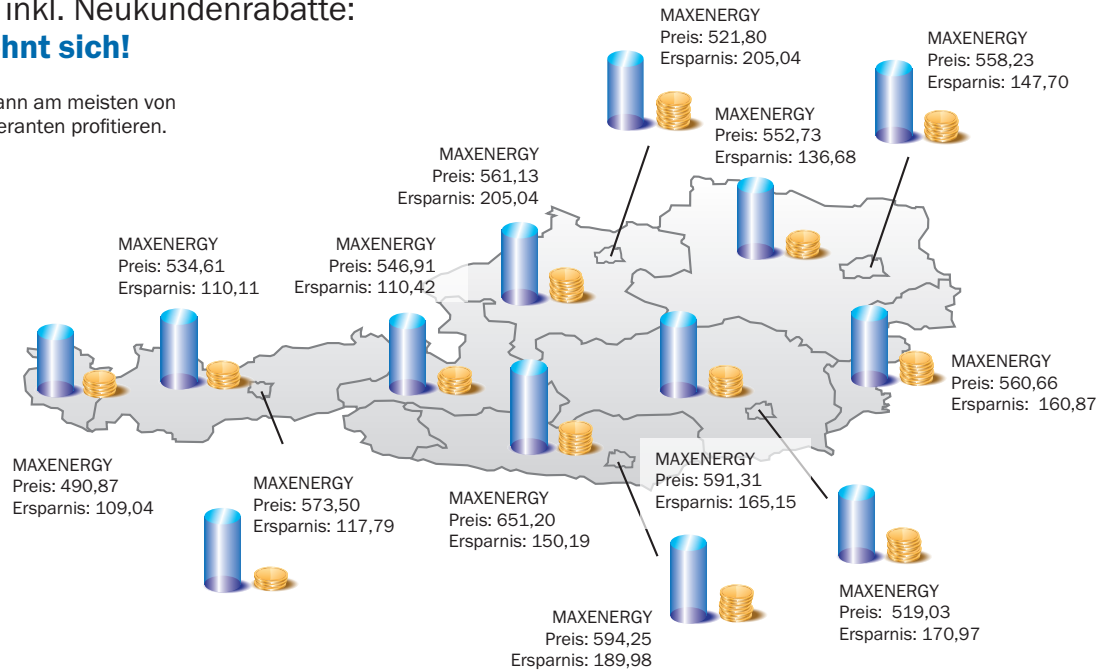 inkl. Neukundenrabatte:
hnt sich!
ann am meisten von
eranten profitieren.
MAXENERGY
Preis: 521,80
Ersparnis: 205,04
MAXENERGY
Preis: 558,23
Ersparnis: 147,70
MAXENERGY
Preis: 552,73
Ersparnis: 136,68
MAXENERGY
Preis: 561,13
Ersparnis: 205,04
MAXENERGY
Preis: 534,61
Ersparnis: 110,11
MAXENERGY
Preis: 546,91
Ersparnis: 110,42
MAXENERGY
Preis: 560,66
Ersparnis: 160,87
MAXENERGY
Preis: 490,87
Ersparnis: 109,04
MAXENERGY
Preis: 573,50
Ersparnis: 117,79
MAXENERGY
Preis: 651,20
Ersparnis: 150,19
MAXENERGY
Preis: 591,31
Ersparnis: 165,15
MAXENERGY
Preis: 594,25
Ersparnis: 189,98
MAXENERGY
Preis: 519,03
Ersparnis: 170,97